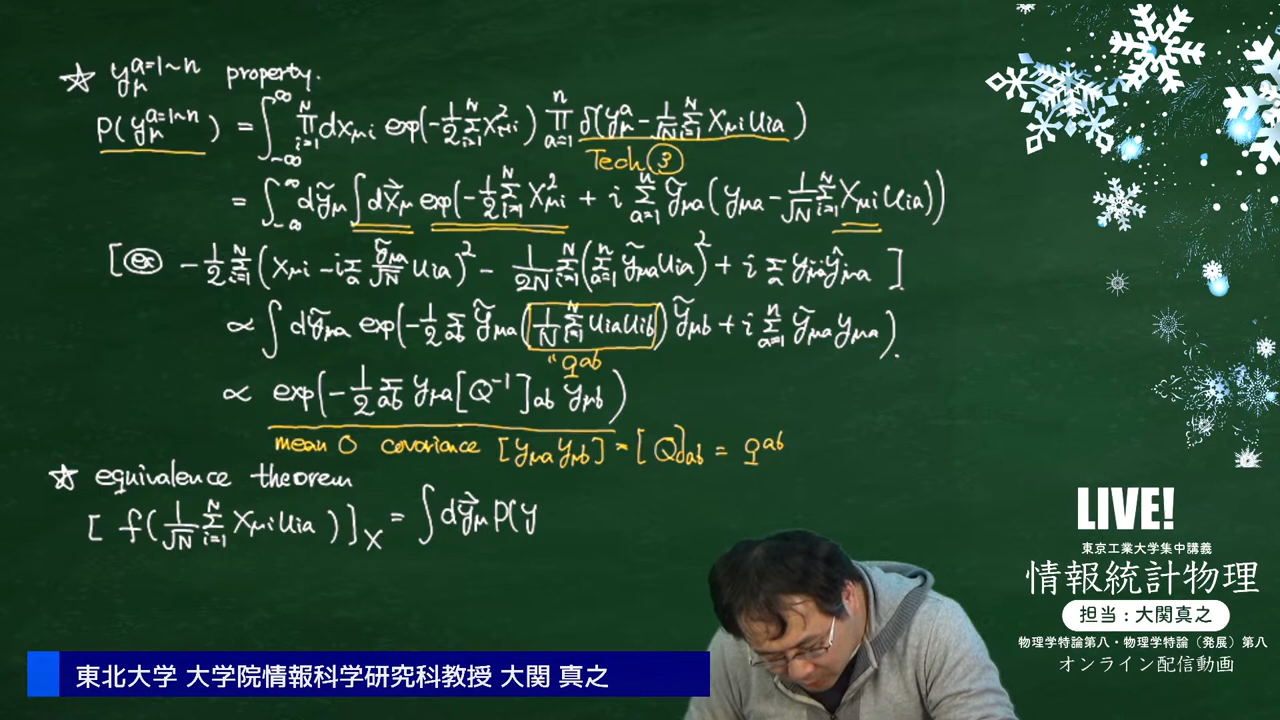 ☆ y_μ^{a=1~n} property.
P(y_μ^{a=1~n}) = ∫_{-∞}^{∞} Π_{i=1}^{N} dx_{μi} exp(-1/2 Σ_{i=1}^{N} x_{μi}^2) Π_{a=1}^{n} δ(y_μ^a - 1/√N Σ_{i=1}^{N} x_{μi} u_{ia})
Tech ③
= ∫_{-∞}^{∞} dỹ_μ ∫ dx⃗_μ exp(-1/2 Σ_{i=1}^{N} x_{μi}^2 + i Σ_{a=1}^{n} ỹ_{μa}(y_{μa} - 1/√N Σ_{i=1}^{N} x_{μi} u_{ia}))
[ ex -1/2 Σ_{i=1}^{N} (x_{μi} - i Σ_a ỹ_{μa}/√N u_{ia})^2 - 1/2N Σ_{i=1}^{N} (Σ_{a=1}^{n} ỹ_{μa} u_{ia})^2 + i Σ_a y_{μa} ŷ_{μa} ]
∝ ∫ dỹ_{μa} exp(-1/2 Σ_{ab} ỹ_{μa} (1/N Σ_{i=1}^{N} u_{ia} u_{ib}) ỹ_{μb} + i Σ_{a=1}^{n} ỹ_{μa} y_{μa}).
" q^{ab}
∝ exp(-1/2 Σ_{ab} y_{μa} [Q^{-1}]_{ab} y_{μb})
mean 0 covariance [y_{μa} y_{μb}] = [Q]_{ab} = q^{ab}
☆ equivalence theorem
[ f(1/√N Σ_{i=1}^{N} x_{μi} u_{ia}) ]_X = ∫ dy⃗_μ P(y
LIVE!
東京工業大学集中講義
情報統計物理
担当：大関真之
物理学特論第八・物理学特論（発展）第八
オンライン配信動画
東北大学 大学院情報科学研究科教授 大関 真之